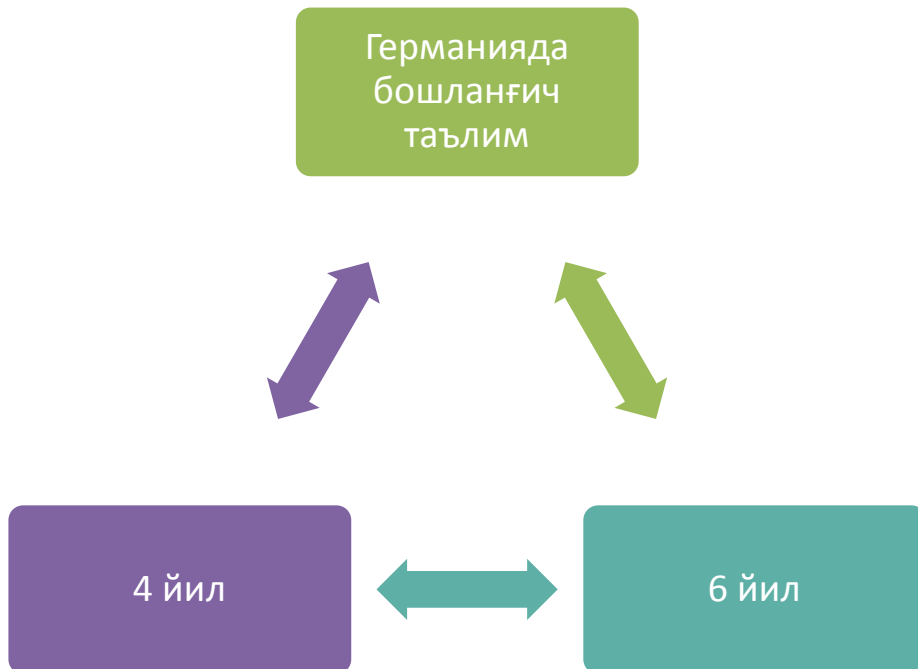 Германияда
бошланғич
таълим
4 йил
6 йил